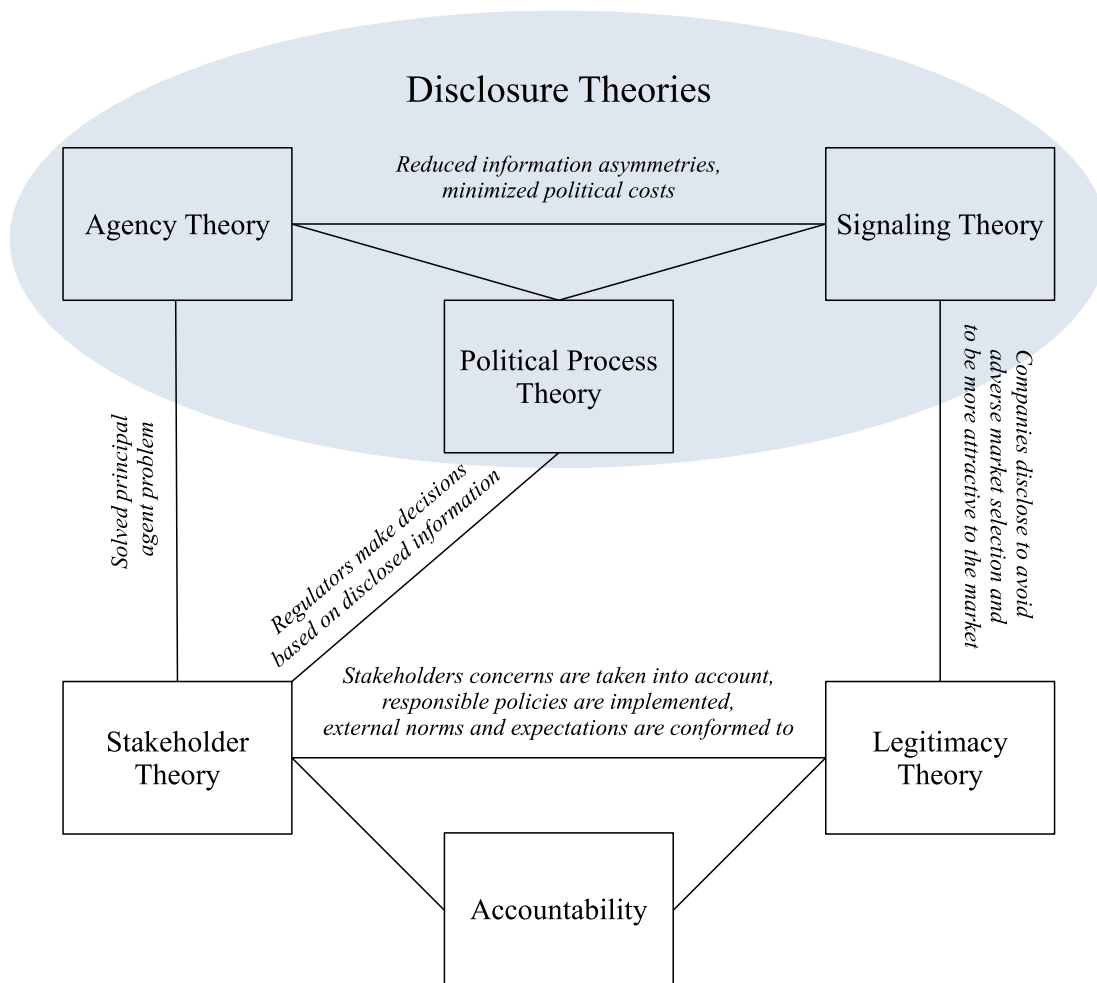 Disclosure Theories
Reduced information asymmetries,
minimized political costs
Agency Theory
Signaling Theory
Political Process
Theory
Solved principal
agent problem
Regulators make decisions
based on disclosed information
Companies disclose to avoid
adverse market selection and
to be more attractive to the market
Stakeholders concerns are taken into account,
responsible policies are implemented,
external norms and expectations are conformed to
Stakeholder
Theory
Legitimacy
Theory
Accountability